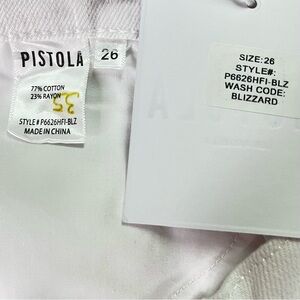 PISTOLA
26
77% COTTON
23% RAYON
35
STYLE# P6626HFI-BLZ
MADE IN CHINA
SIZE:26
STYLE#:
P6626HFI-BLZ
WASH CODE:
BLIZZARD